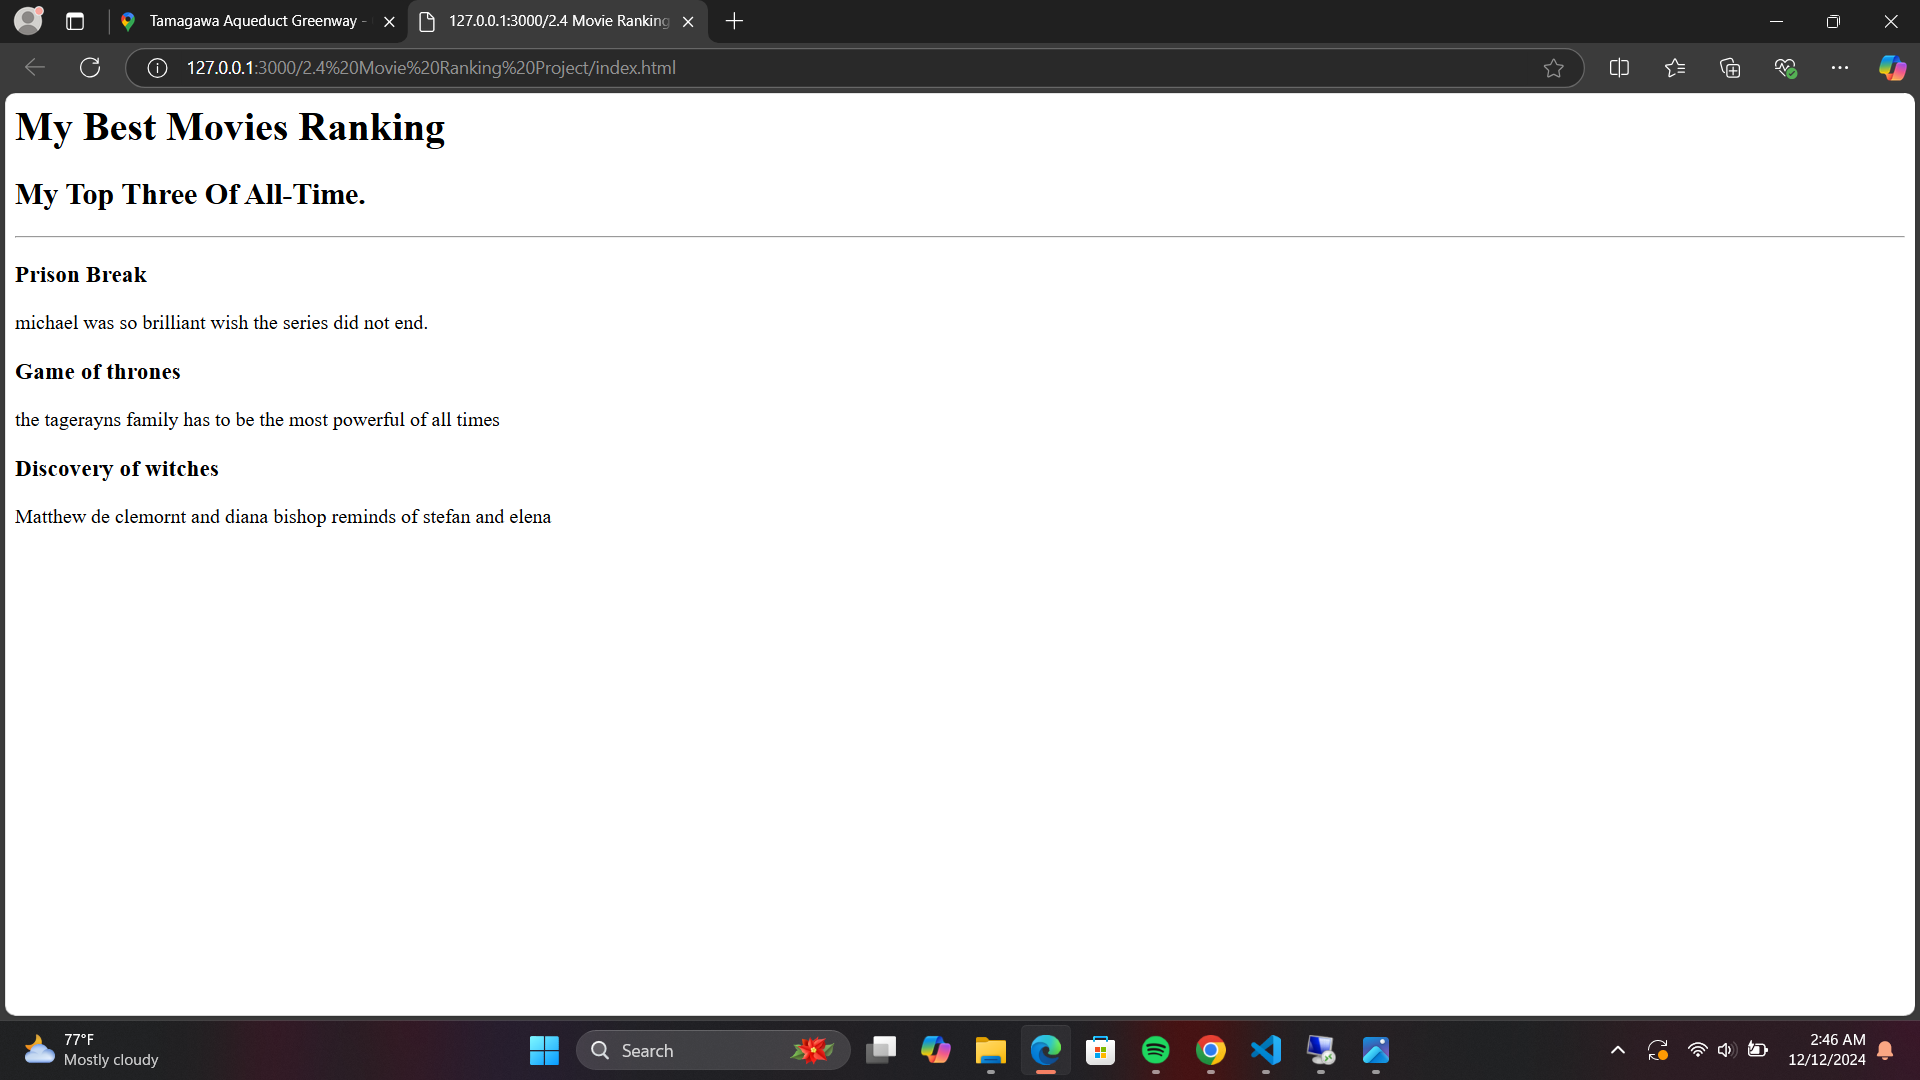 Tamagawa Aqueduct Greenway -
127.0.0.1:3000/2.4 Movie Ranking
127.0.0.1:3000/2.4%20Movie%20Ranking%20Project/index.html
My Best Movies Ranking
My Top Three Of All-Time.
Prison Break
michael was so brilliant wish the series did not end.
Game of thrones
the tagerayns family has to be the most powerful of all times
Discovery of witches
Matthew de clemornt and diana bishop reminds of stefan and elena
77°F
Mostly cloudy
Search
2:46 AM
12/12/2024